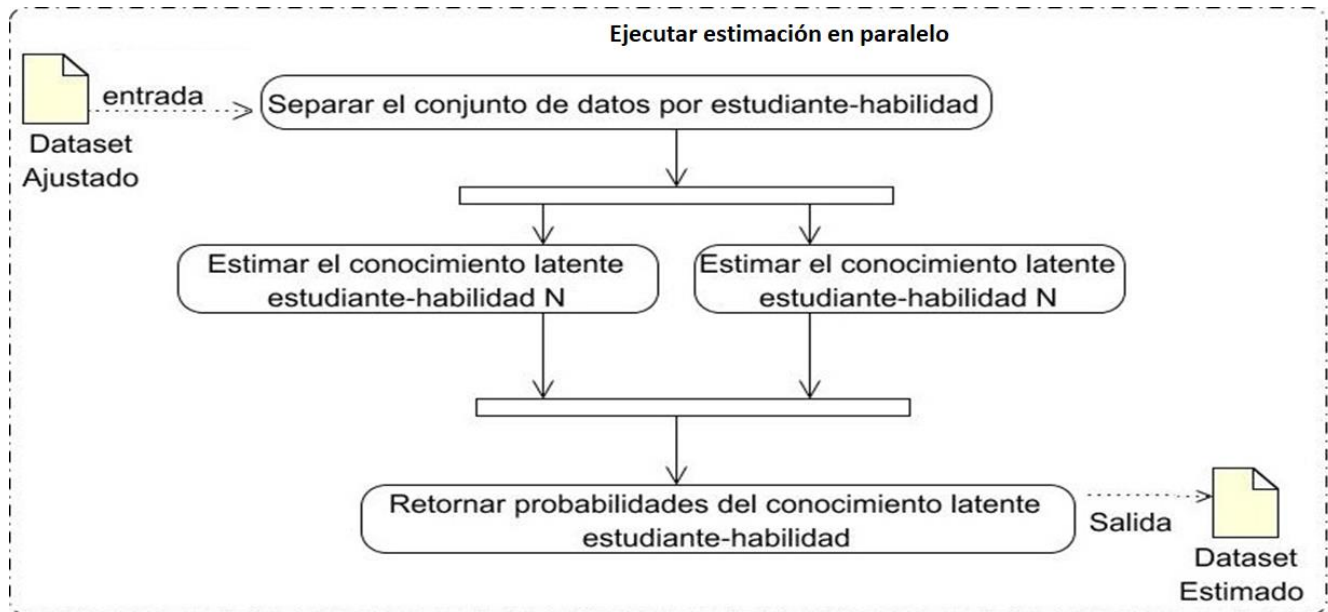 Ejecutar estimación en paralelo
entrada
Separar el conjunto de datos por estudiante-habilidad
Dataset
Ajustado
Estimar el conocimiento latente
estudiante-habilidad N
Estimar el conocimiento latente
estudiante-habilidad N
Retornar probabilidades del conocimiento latente
estudiante-habilidad
Salida
Dataset
Estimado